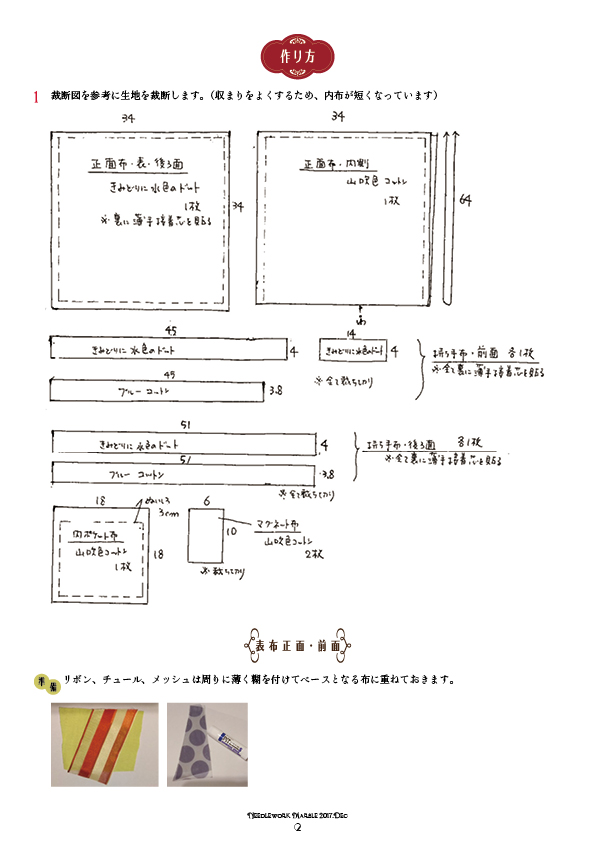 作り方
1 裁断図を参考に生地を裁断します。（収まりをよくするため、内布が短くなっています）
34
34
正面布・表・後ろ面
きみどりに水色のドット
1枚
※裏に薄手接着芯を貼る
34
正面布・内側
山吹色コットン
1枚
64
わ
45
きみどりに水色のドット
4
14
きみどりに水色のドット
4
持ち手布・前面 各1枚
※全て裏に薄手接着芯を貼る
※全て裁ち切り
45
ブルーコットン
3.8
51
きみどりに水色のドット
4
51
ブルーコットン
3.8
持ち手布・後ろ面 各1枚
※全て裏に薄手接着芯を貼る
※全て裁ち切り
18
ぬいしろ
3cm
内ポケット布
山吹色コットン
1枚
18
6
10
マグネット布
山吹色コットン
2枚
※裁ち切り
表布正面・前面
準備 リボン、チュール、メッシュは周りに薄く糊を付けてベースとなる布に重ねておきます。
NEEDLEWORK MARBLE 2017.DEC
2